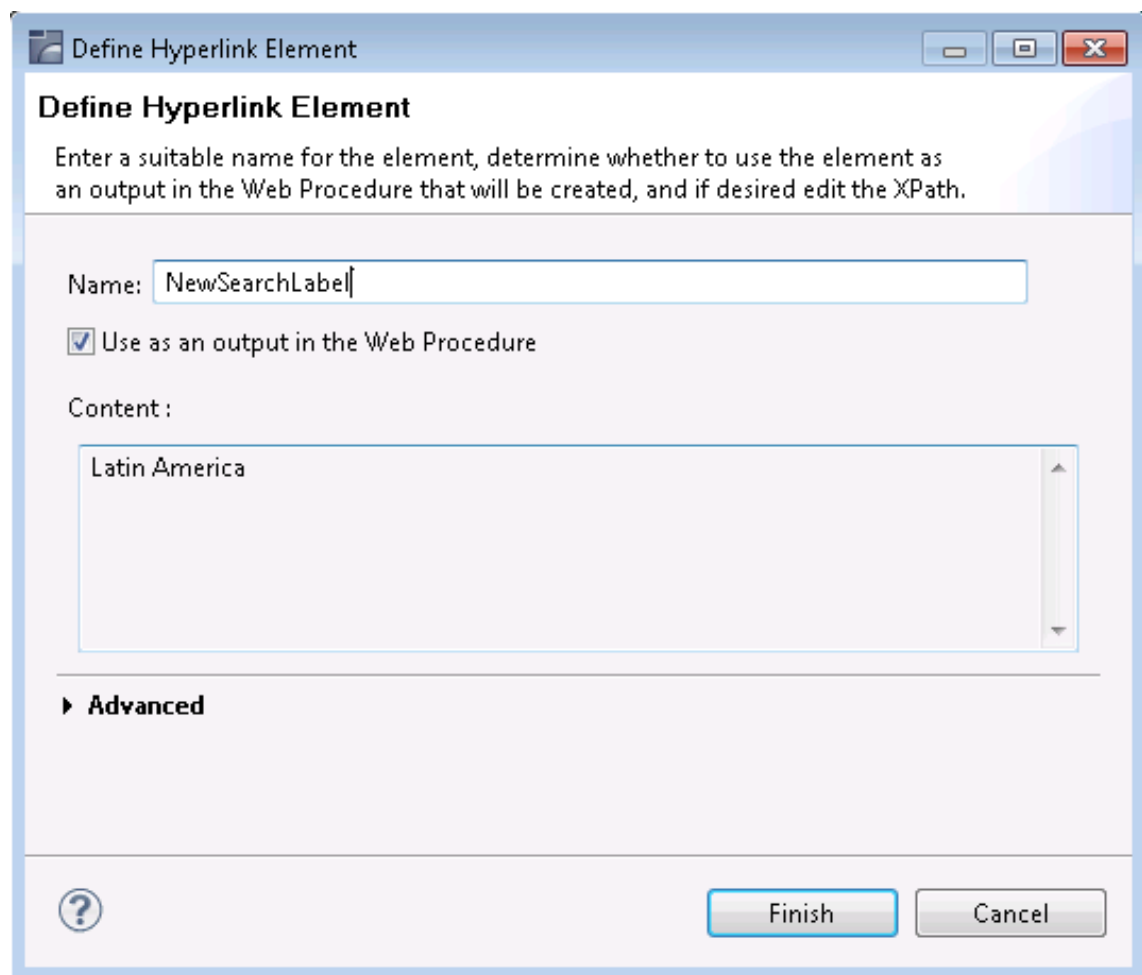 Define Hyperlink Element
Define Hyperlink Element
Enter a suitable name for the element, determine whether to use the element as
an output in the Web Procedure that will be created, and if desired edit the XPath.
Name: NewSearchLabel
Use as an output in the Web Procedure
Content :
Latin America
Advanced
? Finish Cancel